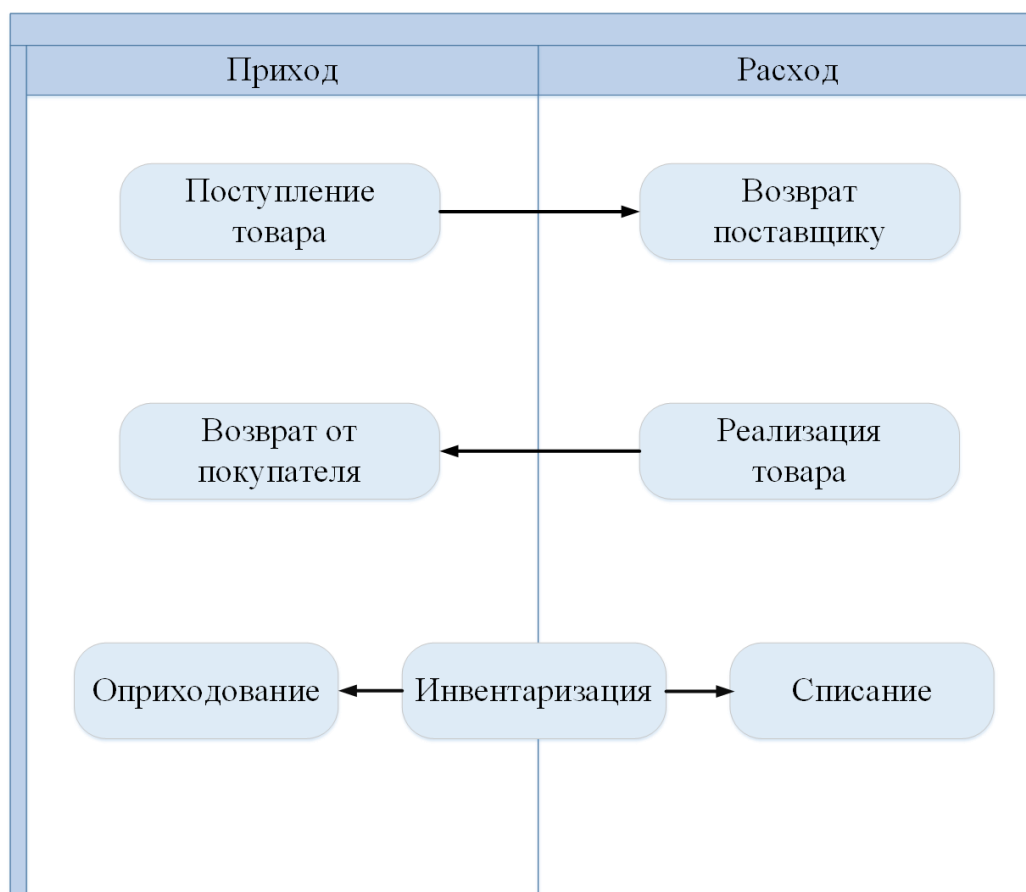 Приход
Расход
Поступление
товара
Возврат
поставщику
Возврат от
покупателя
Реализация
товара
Оприходование
Инвентаризация
Списание